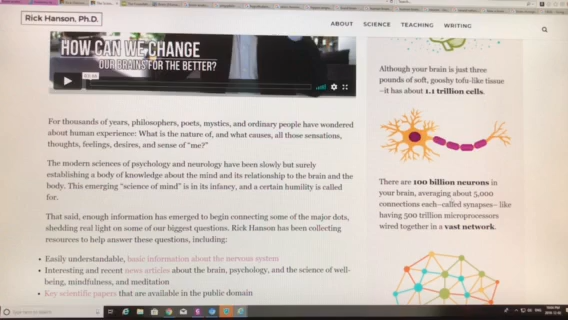 Rick Hanson, Ph.D.
ABOUT SCIENCE TEACHING WRITING
HOW CAN WE CHANGE
OUR BRAINS FOR THE BETTER?
For thousands of years, philosophers, poets, mystics, and ordinary people have wondered
about human experience: What is the nature of, and what causes, all those sensations,
thoughts, feelings, desires, and sense of "me?"
The modern sciences of psychology and neurology have been slowly but surely
establishing a body of knowledge about the mind and its relationship to the brain and the
body. This emerging "science of mind" is in its infancy, and a certain humility is called
for.
That said, enough information has emerged to begin connecting some of the major dots,
shedding real light on some of our biggest questions. Rick Hanson has been collecting
resources to help answer these questions, including:
• Easily understandable, basic information about the nervous system
• Interesting and recent news articles about the brain, psychology, and the science of well-
being, mindfulness, and meditation
• Key scientific papers that are available in the public domain
Although your brain is just three
pounds of soft, gooshy tofu-like tissue
–it has about 1.1 trillion cells.
There are 100 billion neurons in
your brain, averaging about 5,000
connections each–called synapses– like
having 500 trillion microprocessors
wired together in a vast network.
Type here to search